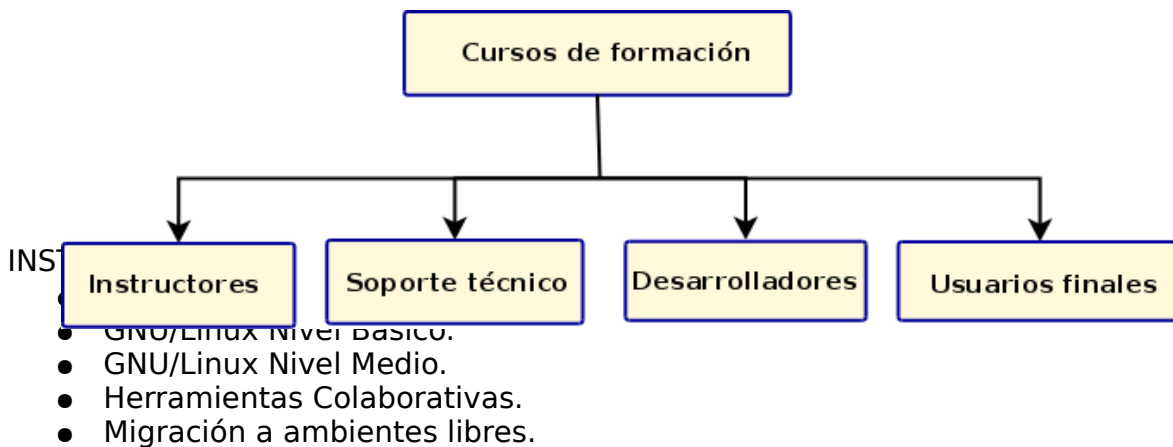 Cursos de formación
Instructores
Soporte técnico
Desarrolladores
Usuarios finales
INS
GNU/Linux Nivel Básico.
GNU/Linux Nivel Medio.
Herramientas Colaborativas.
Migración a ambientes libres.